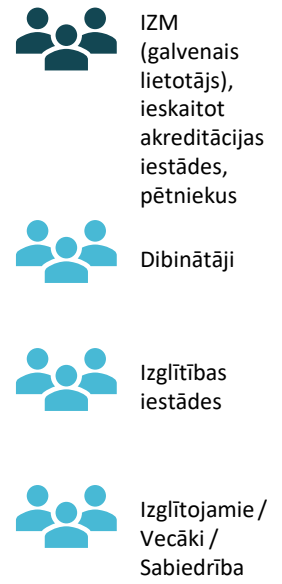 IZM
(galvenais
lietotājs),
ieskaitot
akreditācijas
iestādes,
pētniekus
Dibinātāji
Izglītības
iestādes
Izglītojamie /
Vecāki /
Sabiedrība